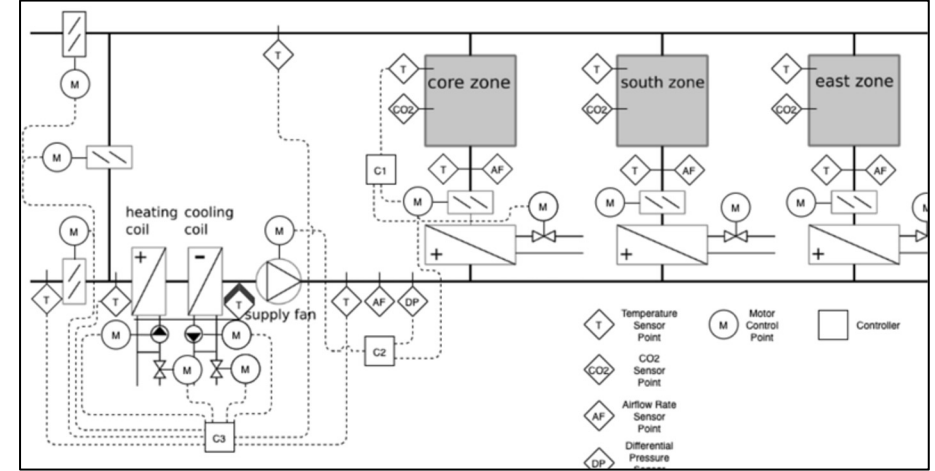 M
T
T
CO2
core zone
T
CO2
south zone
T
CO2
east zone
M
T
AF
T
AF
T
AF
C1
M
M
M
M
M
M
heating cooling
coil coil
M
M
+
-
+
+
+
T
T
T
supply fan
T
AF
DP
M
M
M
M
C2
C3
T
Temperature
Sensor
Point
M
Motor
Control
Point
Controller
CO2
CO2
Sensor
Point
AF
Airflow Rate
Sensor
Point
DP
Differential
Pressure